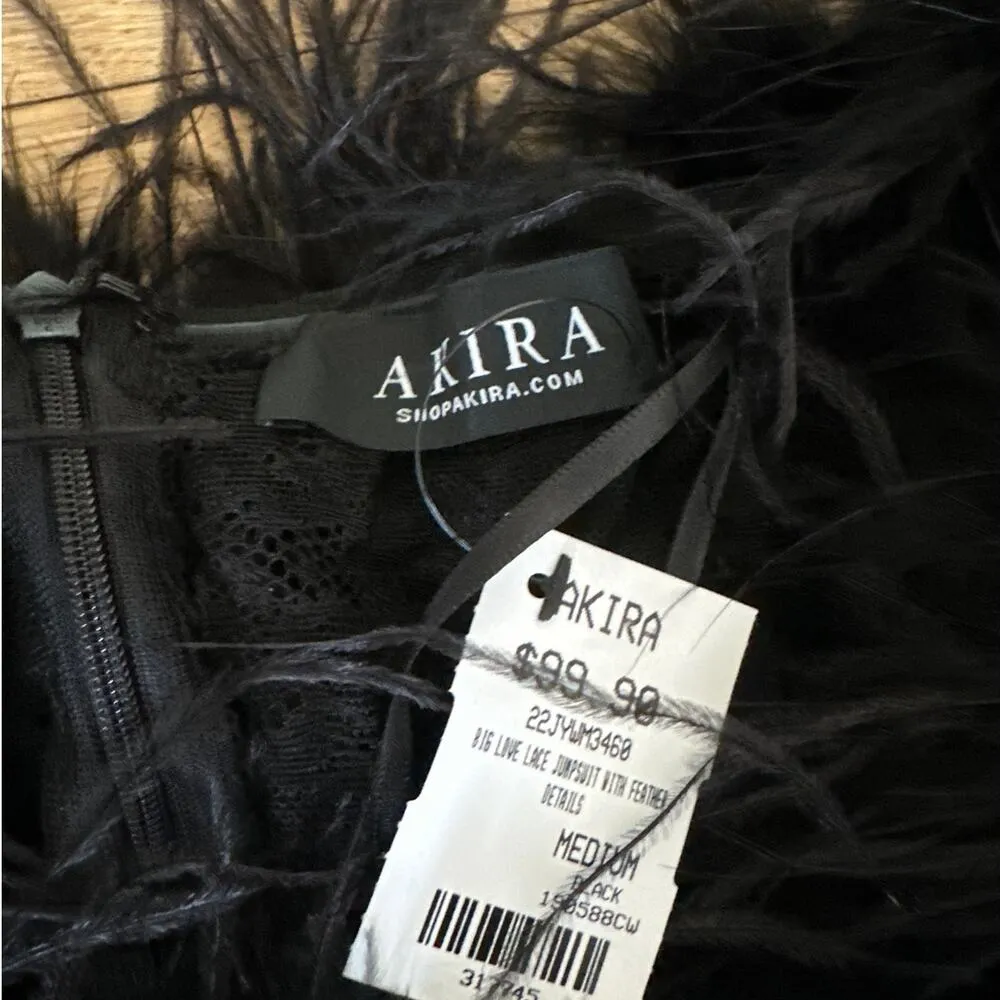 AKIRA
SHOPAKIRA.COM
AKIRA
$99.90
22JYWM3460
BIG LOVE LACE JUMPSUIT WITH FEATHER
DETAILS
MEDIUM
BLACK